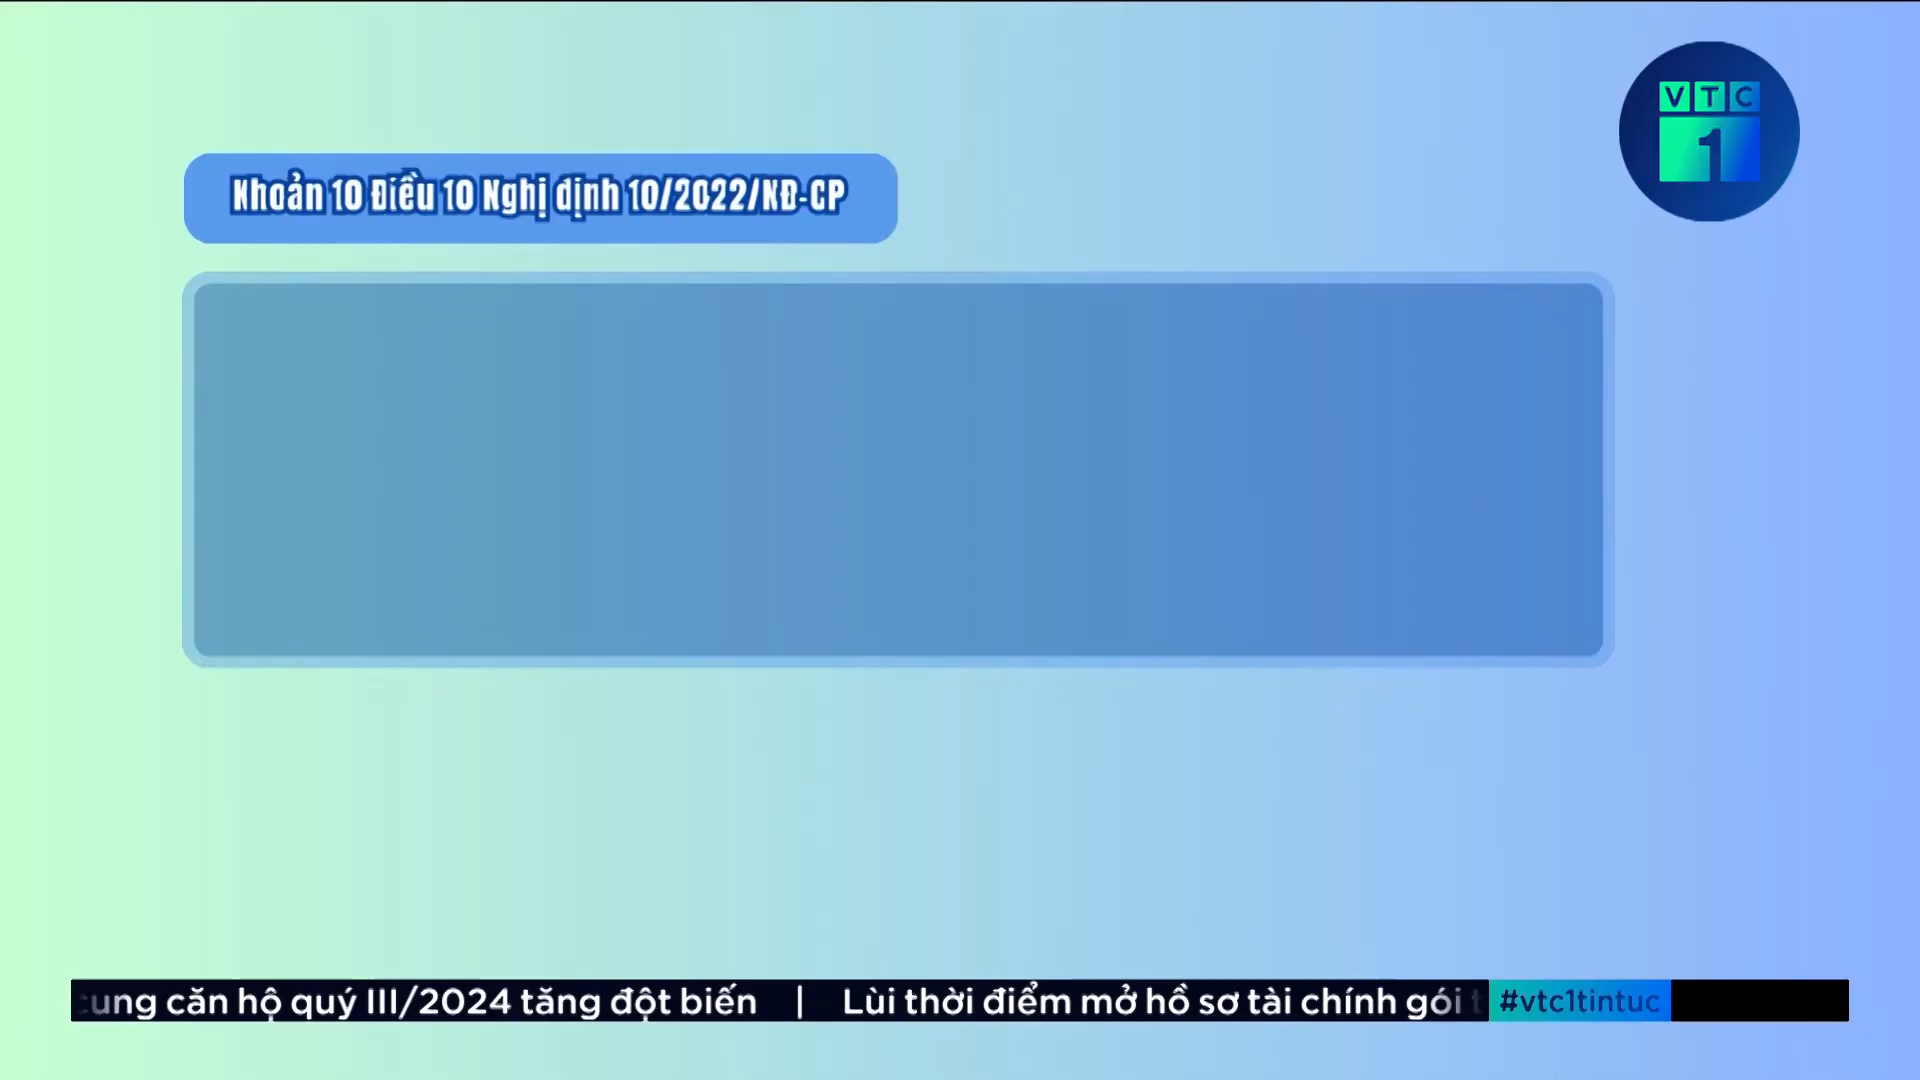 VTC
1
Khoản 10 Điều 10 Nghị định 10/2022/NĐ-CP
căn hộ quý III/2024 tăng đột biến | Lùi thời điểm mở hồ sơ tài chính gói
#vtc1tintuc